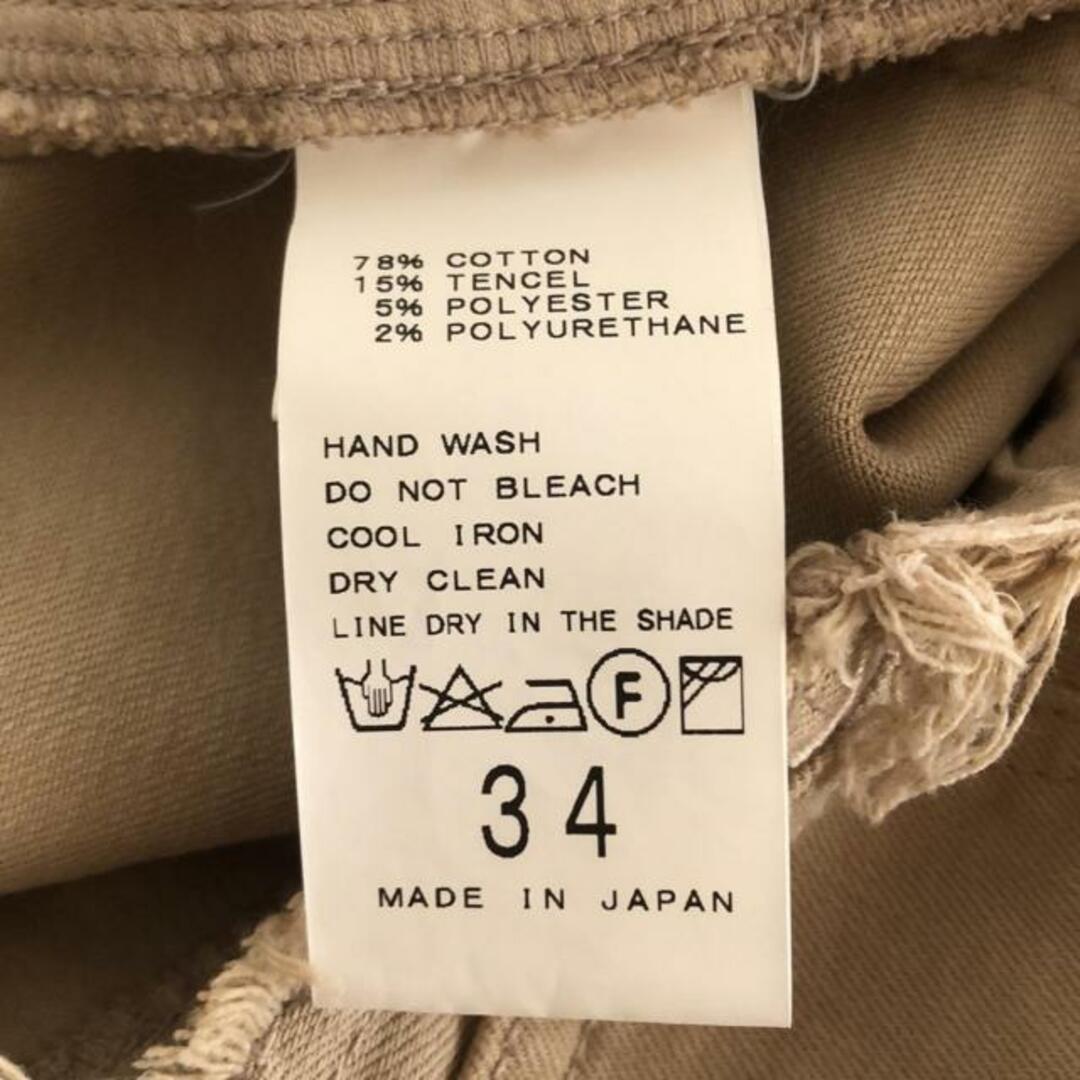 78% COTTON
15% TENCEL
5% POLYESTER
2% POLYURETHANE
HAND WASH
DO NOT BLEACH
COOL IRON
DRY CLEAN
LINE DRY IN THE SHADE
F
34
MADE IN JAPAN